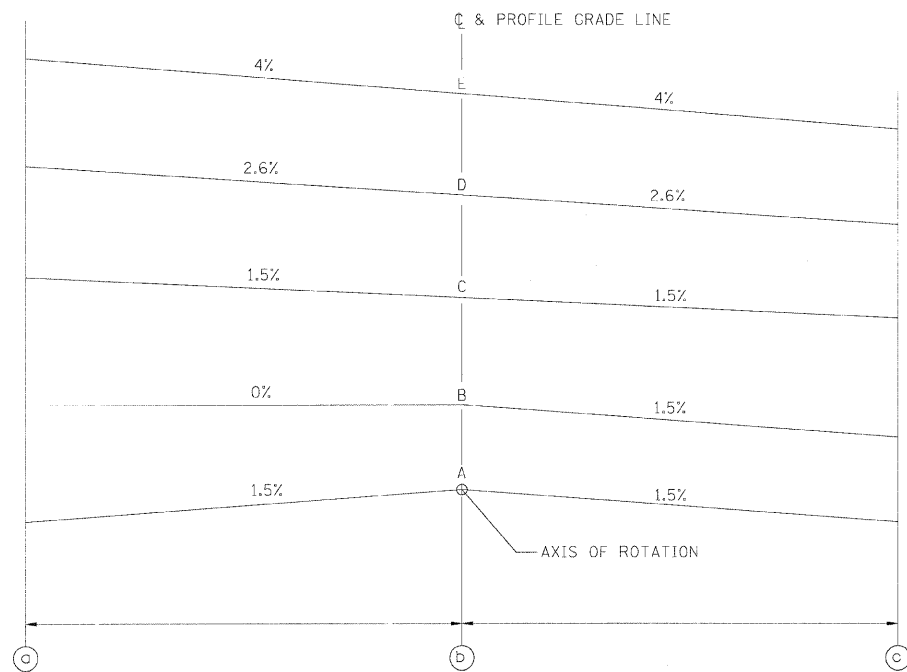 ℄ & PROFILE GRADE LINE
4%
E
4%
2.6%
D
2.6%
1.5%
C
1.5%
0%
B
1.5%
A
1.5%
1.5%
AXIS OF ROTATION
a b c